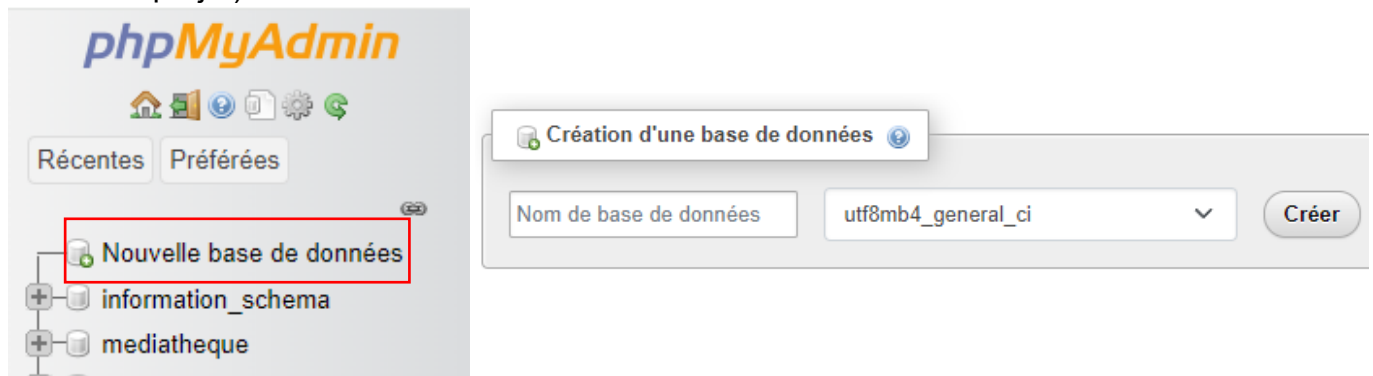 phpMyAdmin
Récentes Préférées
Nouvelle base de données
information_schema
mediatheque
Création d'une base de données
Nom de base de données utf8mb4_general_ci Créer